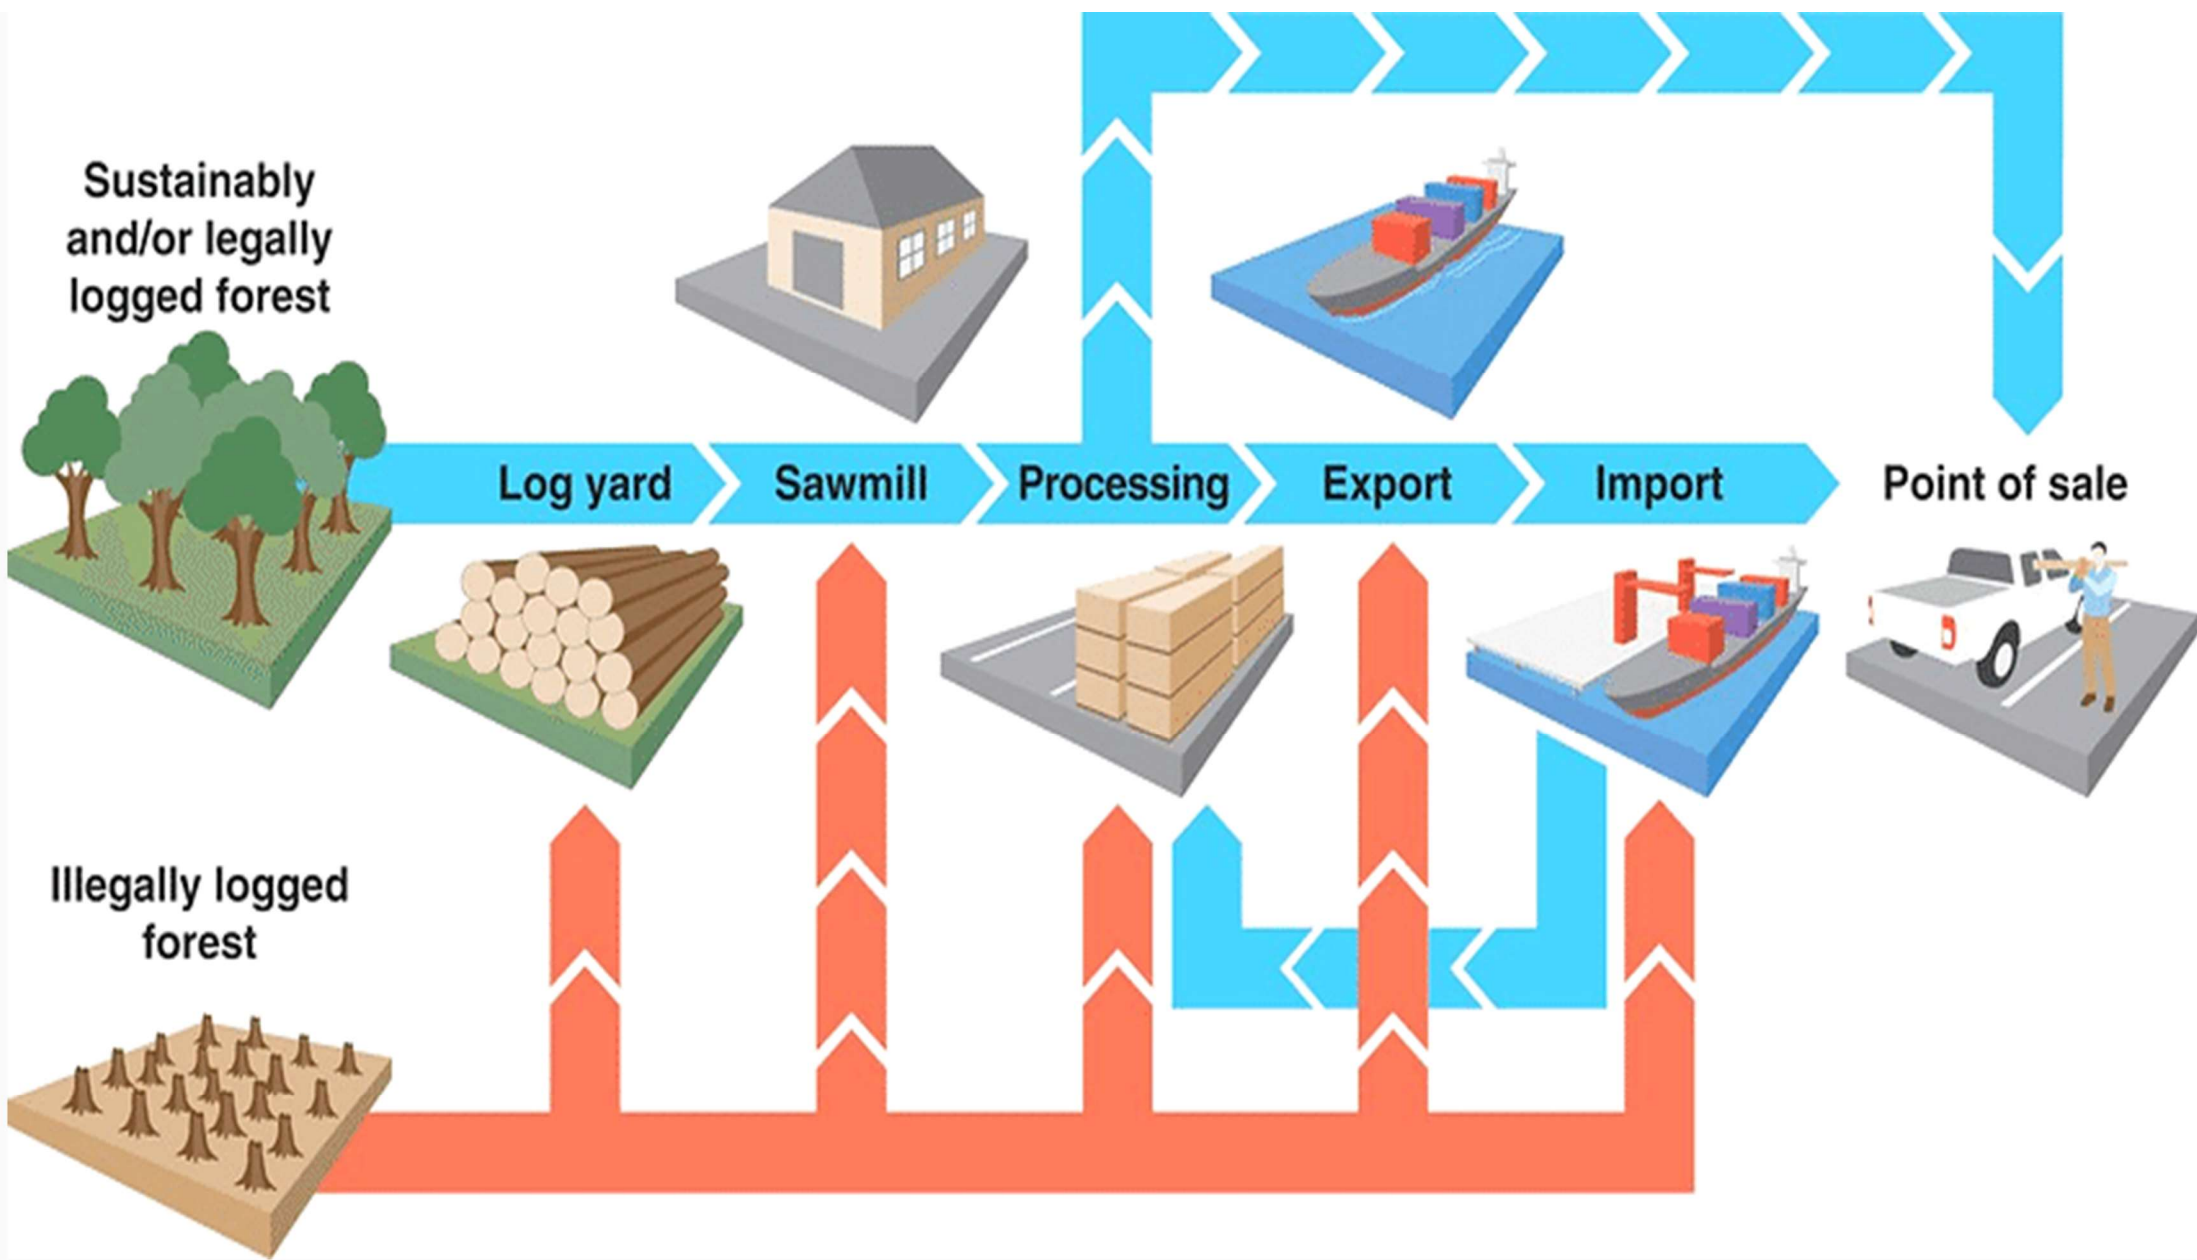 Sustainably
and/or legally
logged forest
Log yard
Sawmill
Processing
Export
Import
Point of sale
Illegally logged
forest